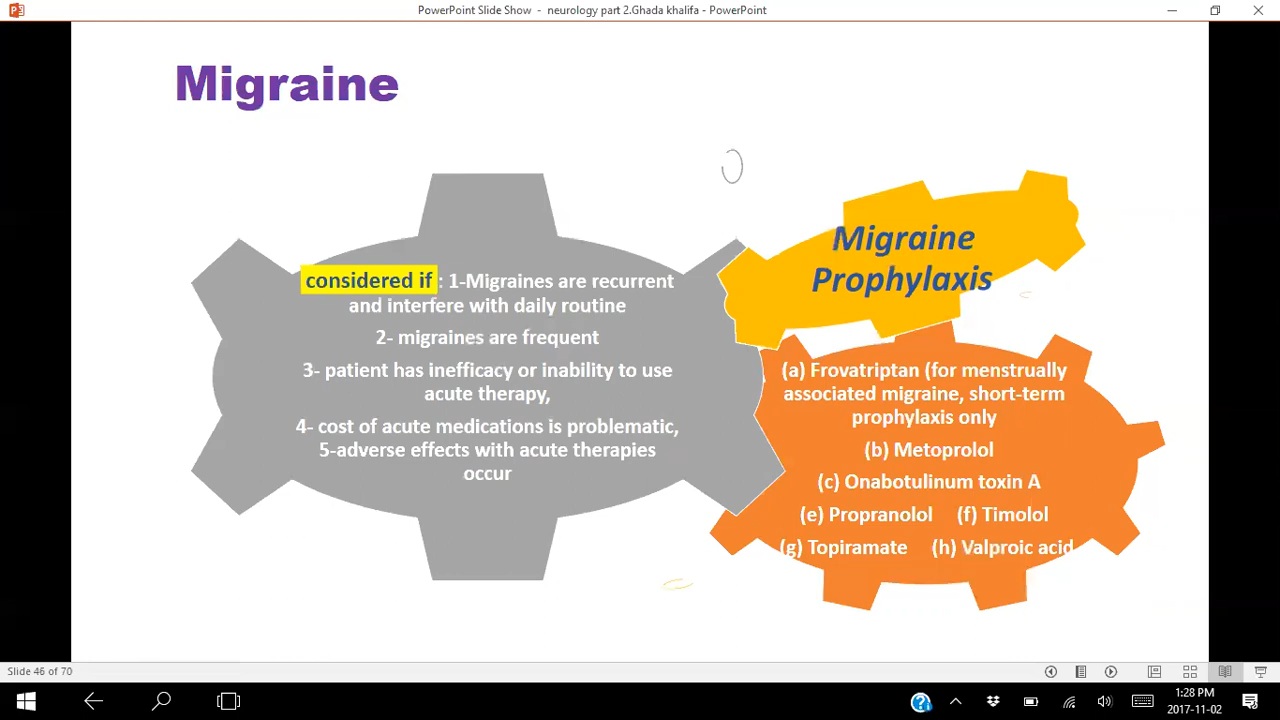 PowerPoint Slide Show - neurology part 2.Ghada khalifa - PowerPoint
Migraine
considered if : 1-Migraines are recurrent
and interfere with daily routine
2- migraines are frequent
3- patient has inefficacy or inability to use
acute therapy,
4- cost of acute medications is problematic,
5-adverse effects with acute therapies
occur
Migraine
Prophylaxis
(a) Frovatriptan (for menstrually
associated migraine, short-term
prophylaxis only
(b) Metoprolol
(c) Onabotulinum toxin A
(e) Propranolol (f) Timolol
(g) Topiramate (h) Valproic acid
Slide 46 of 70
1:28 PM
2017-11-02